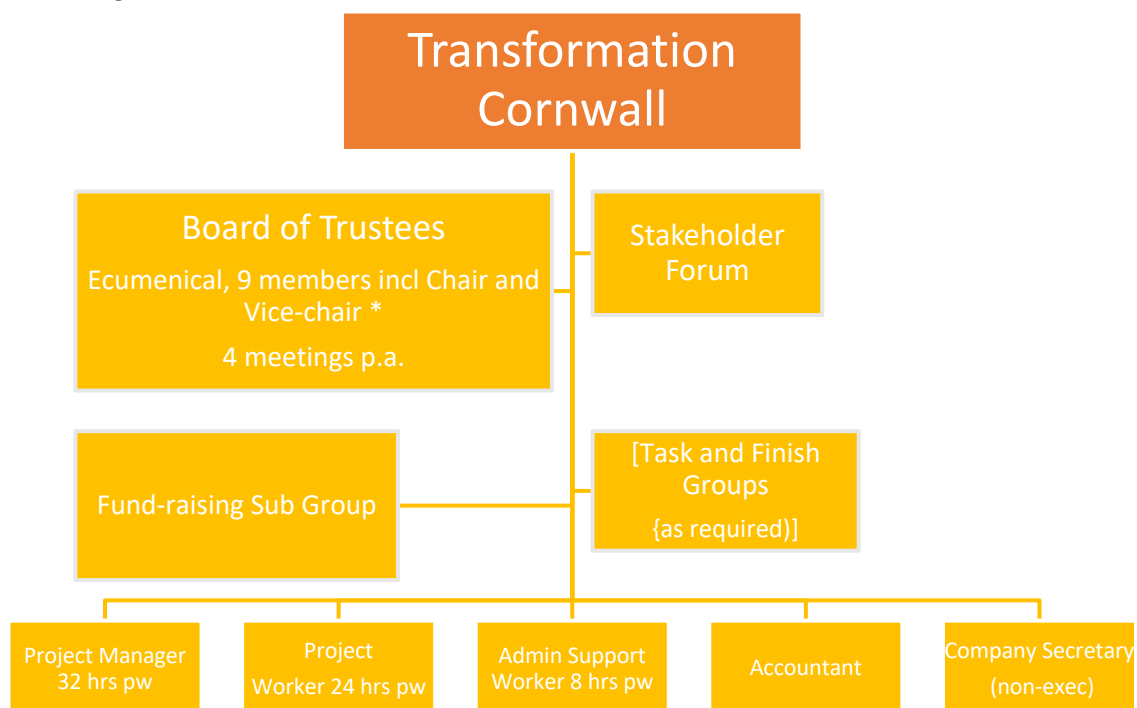 Transformation
Cornwall
Board of Trustees
Ecumenical, 9 members incl Chair and
Vice-chair *
4 meetings p.a.
Stakeholder
Forum
Fund-raising Sub Group
[Task and Finish
Groups
{as required)]
Project Manager
32 hrs pw
Project
Worker 24 hrs pw
Admin Support
Worker 8 hrs pw
Accountant
Company Secretary
(non-exec)